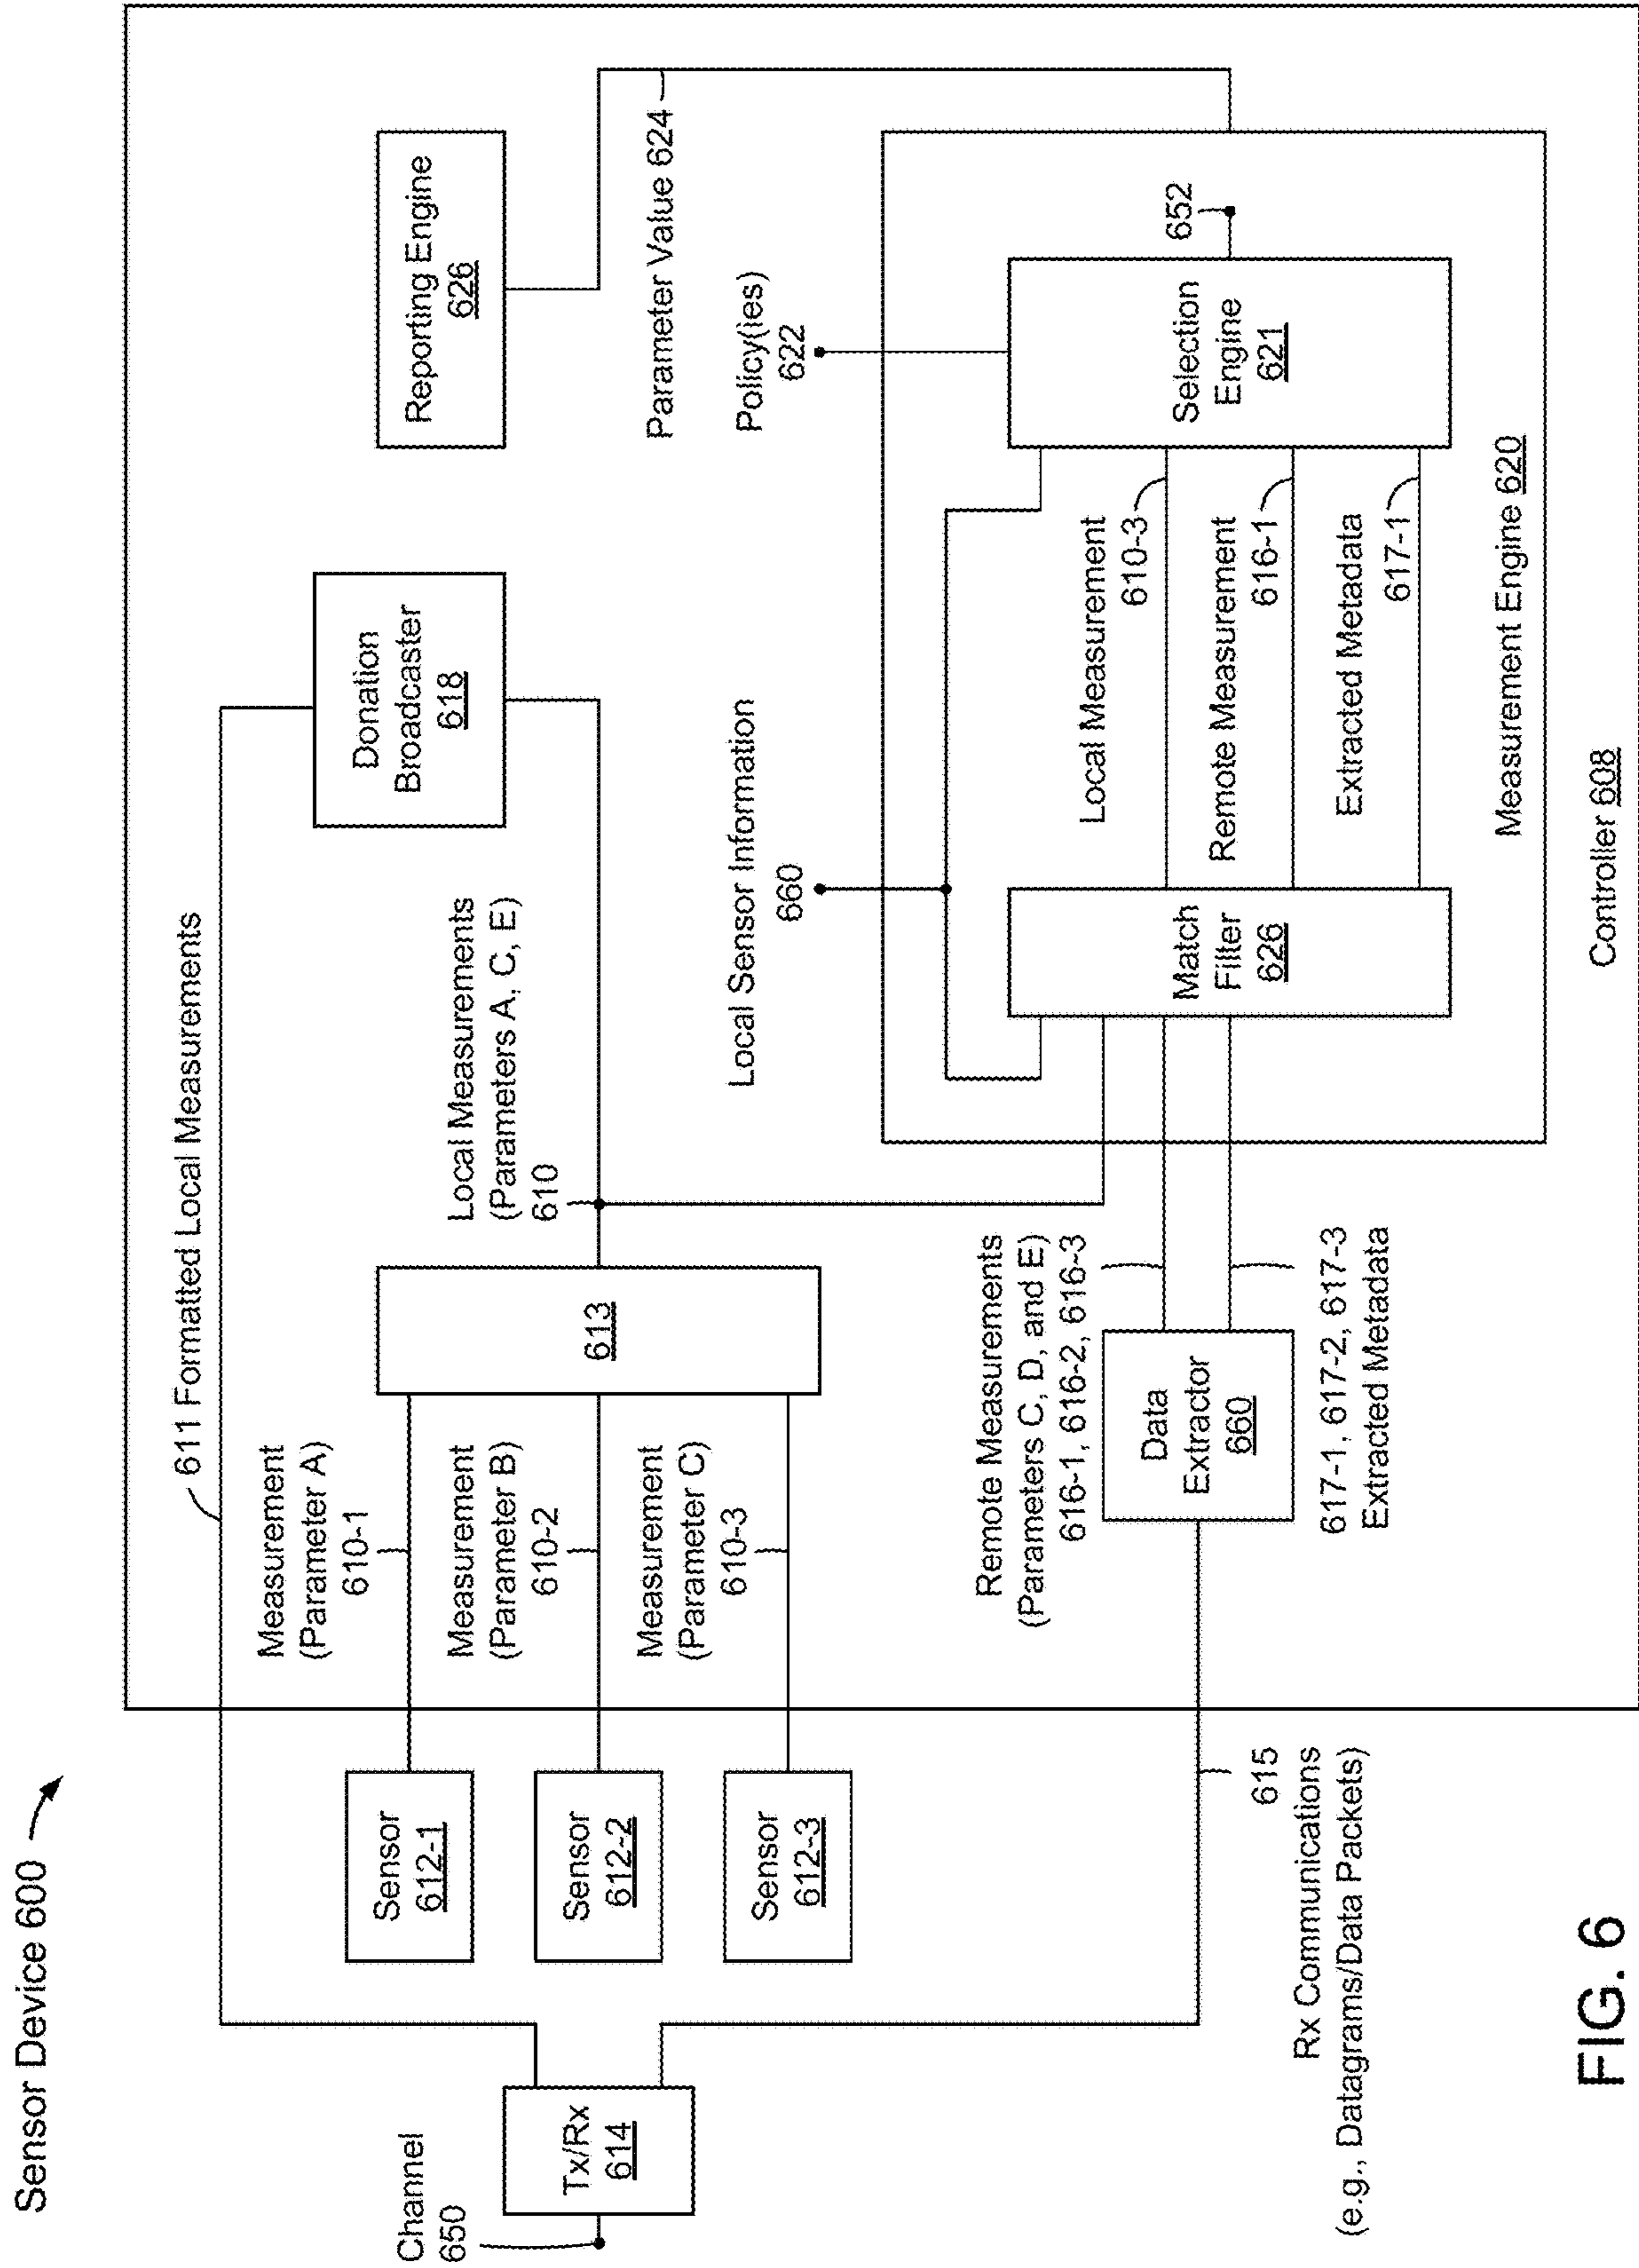 Sensor Device 600
Channel
650
Tx/Rx
614
Sensor
612-1
Sensor
612-2
Sensor
612-3
615
Rx Communications
(e.g., Datagrams/Data Packets)
611 Formatted Local Measurements
Measurement
(Parameter A)
610-1
Measurement
(Parameter B)
610-2
Measurement
(Parameter C)
610-3
613
Local Measurements
(Parameters A, C, E)
610
Donation
Broadcaster
618
Reporting Engine
626
Parameter Value 624
Remote Measurements
(Parameters C, D, and E)
616-1, 616-2, 616-3
Data
Extractor
660
617-1, 617-2, 617-3
Extracted Metadata
Local Sensor Information
660
Policy(ies)
622
Match
Filter
626
Local Measurement
610-3
Remote Measurement
616-1
Extracted Metadata
617-1
Selection
Engine
621
652
Measurement Engine 620
Controller 608
FIG. 6